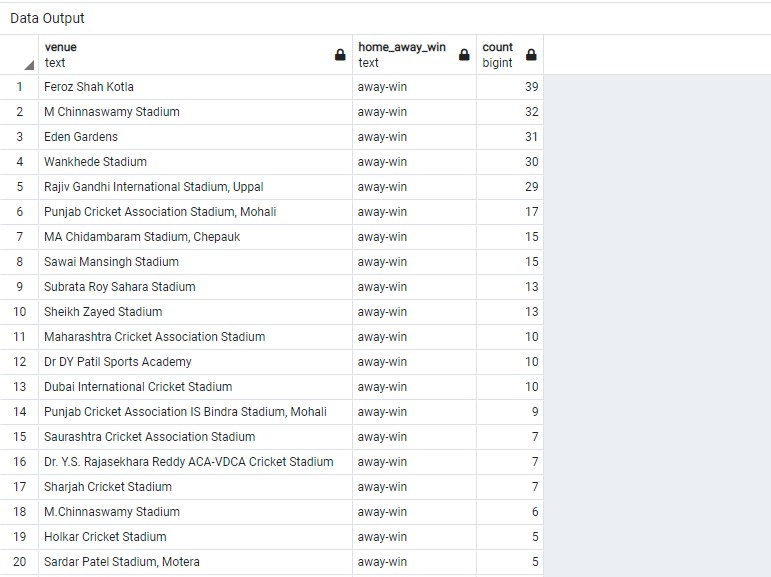 Data Output
venue home_away_win count
text text bigint
1 Feroz Shah Kotla away-win 39
2 M Chinnaswamy Stadium away-win 32
3 Eden Gardens away-win 31
4 Wankhede Stadium away-win 30
5 Rajiv Gandhi International Stadium, Uppal away-win 29
6 Punjab Cricket Association Stadium, Mohali away-win 17
7 MA Chidambaram Stadium, Chepauk away-win 15
8 Sawai Mansingh Stadium away-win 15
9 Subrata Roy Sahara Stadium away-win 13
10 Sheikh Zayed Stadium away-win 13
11 Maharashtra Cricket Association Stadium away-win 10
12 Dr DY Patil Sports Academy away-win 10
13 Dubai International Cricket Stadium away-win 10
14 Punjab Cricket Association IS Bindra Stadium, Mohali away-win 9
15 Saurashtra Cricket Association Stadium away-win 7
16 Dr. Y.S. Rajasekhara Reddy ACA-VDCA Cricket Stadium away-win 7
17 Sharjah Cricket Stadium away-win 7
18 M.Chinnaswamy Stadium away-win 6
19 Holkar Cricket Stadium away-win 5
20 Sardar Patel Stadium, Motera away-win 5